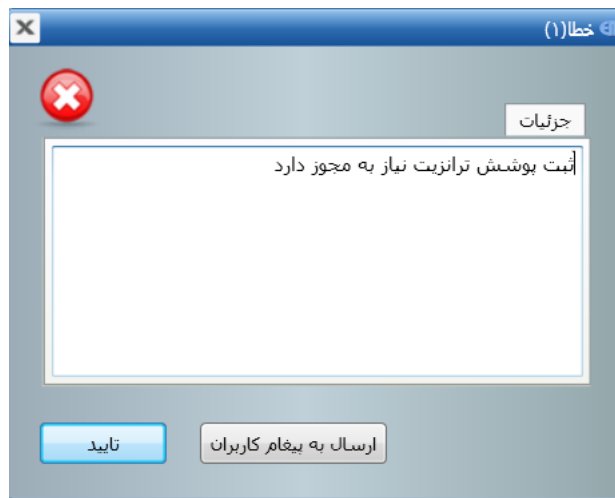 خطا(۱)
جزئیات
ثبت پوشش ترانزیت نیاز به مجوز دارد
ارسال به پیغام کاربران
تایید